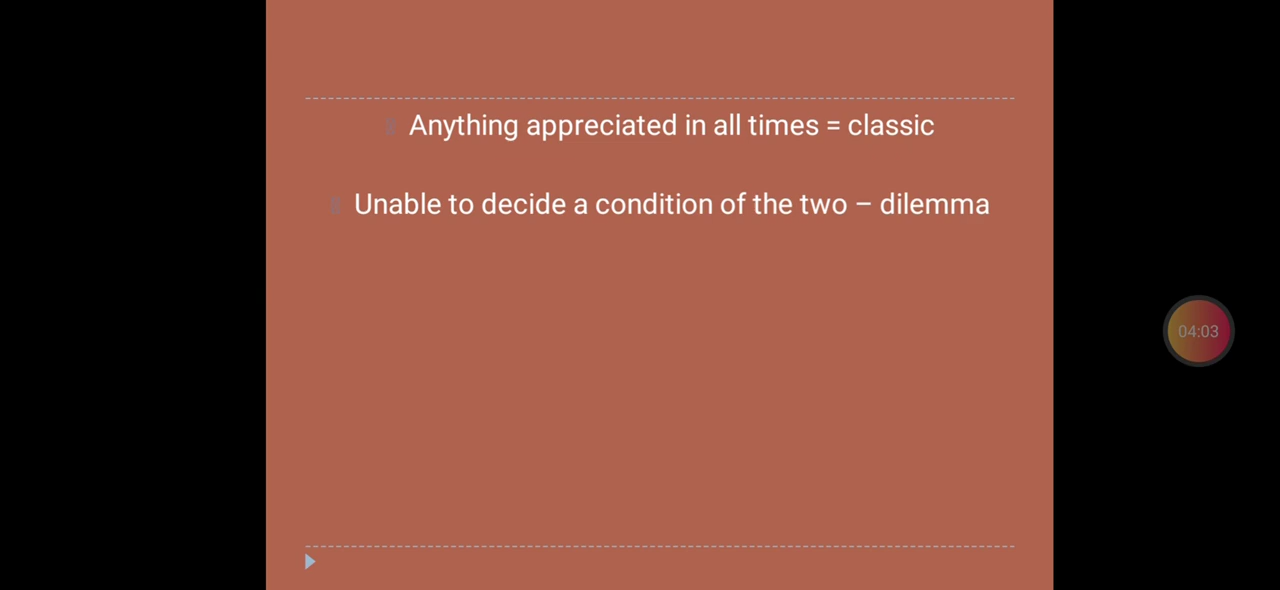 Anything appreciated in all times = classic
Unable to decide a condition of the two – dilemma
04:03